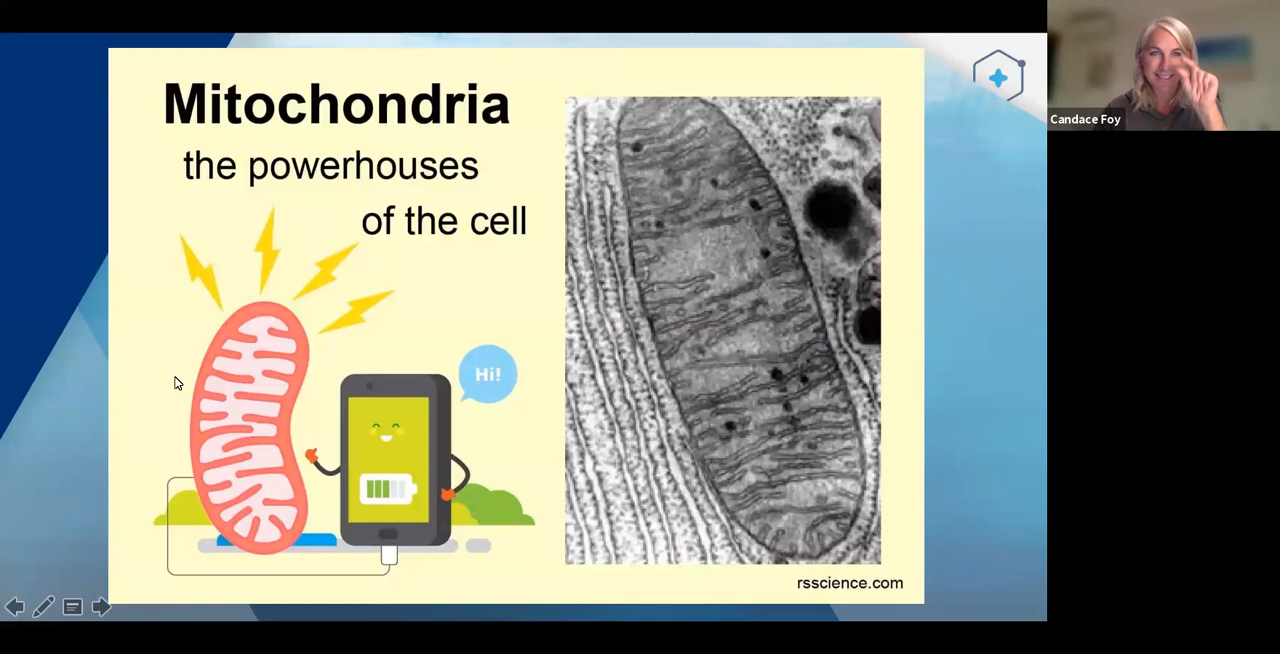 Mitochondria
the powerhouses
of the cell
Hi!
rsscience.com
Candace Foy